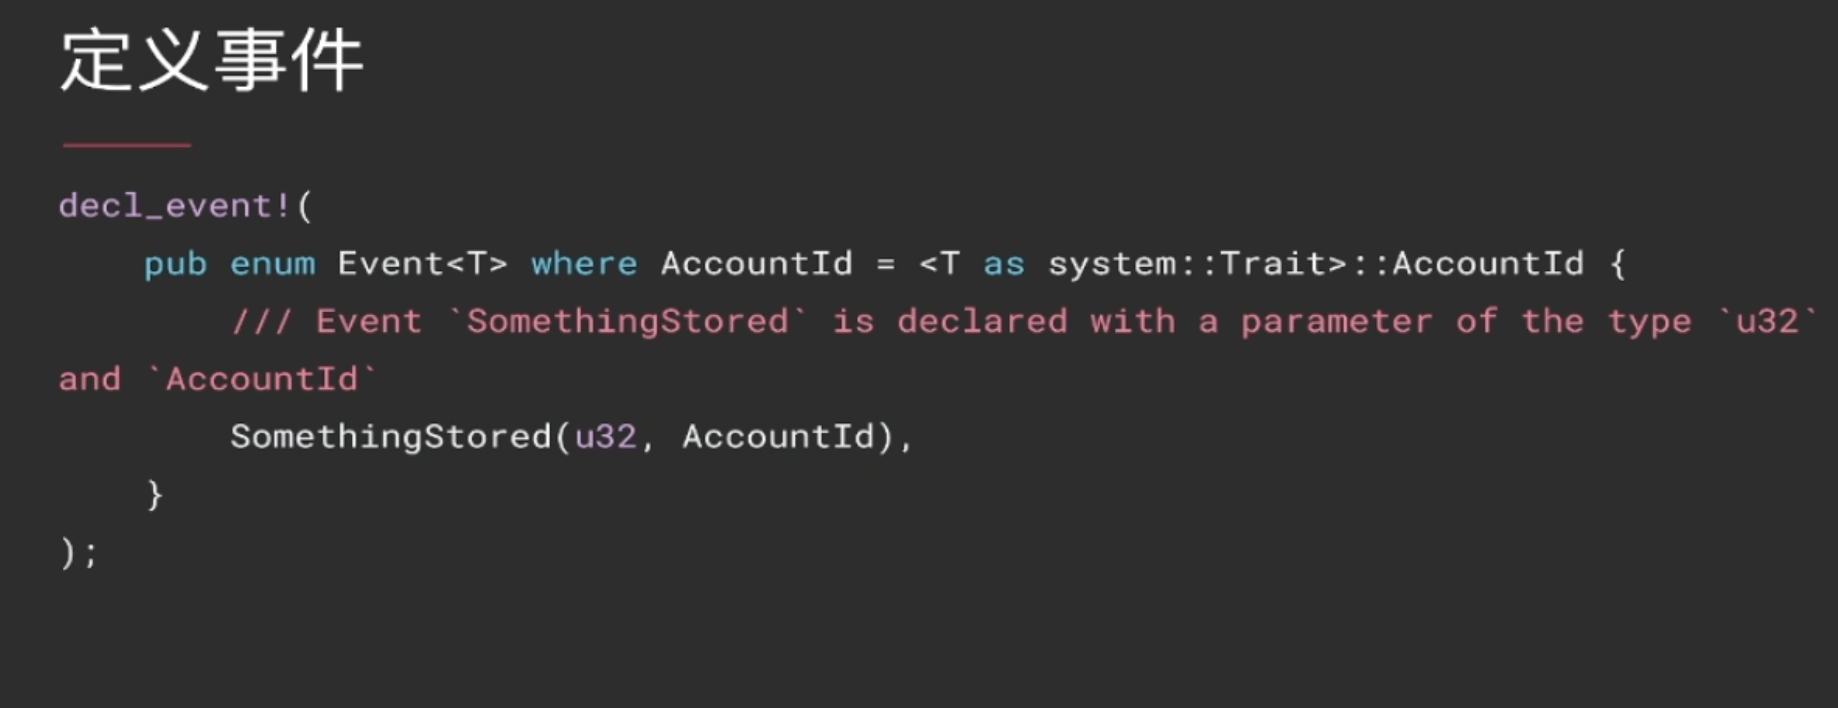 定义事件
decl_event!(
    pub enum Event<T> where AccountId = <T as system::Trait>::AccountId {
        /// Event `SomethingStored` is declared with a parameter of the type `u32`
and `AccountId`
        SomethingStored(u32, AccountId),
    }
);